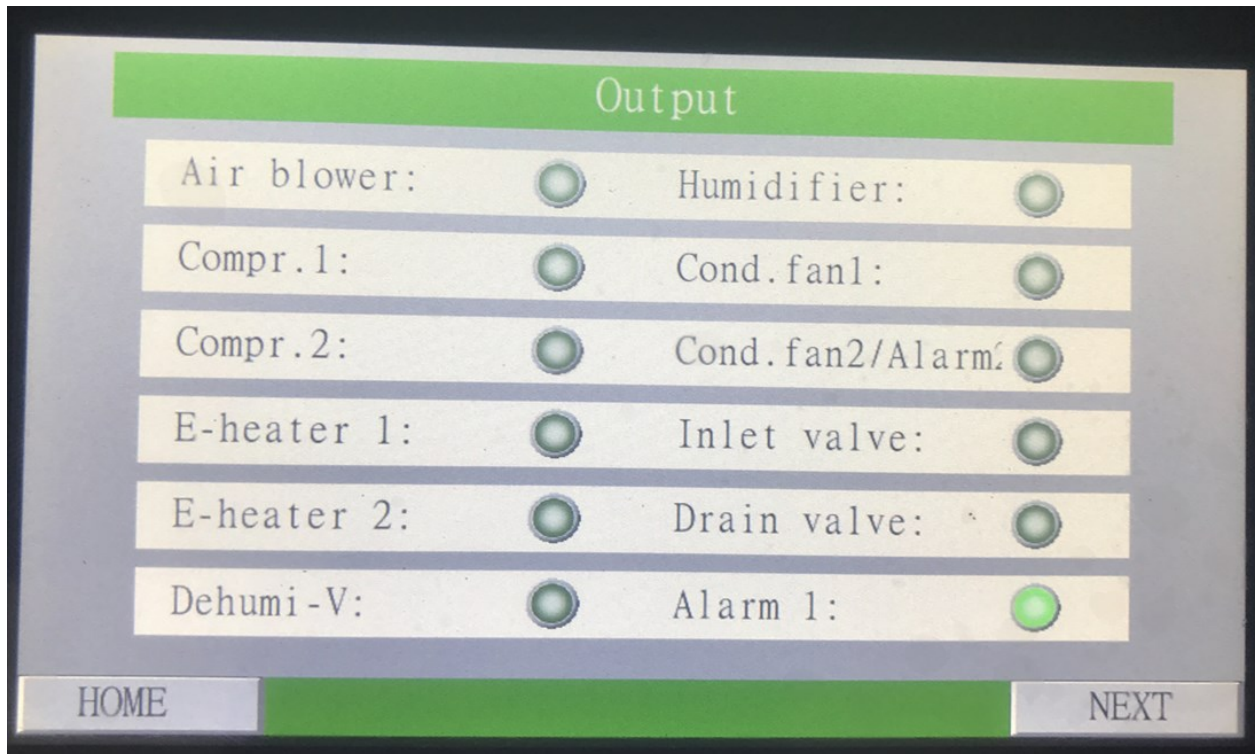 Output
Air blower: Humidifier:
Compr.1: Cond.fan1:
Compr.2: Cond.fan2/Alarm2
E-heater 1: Inlet valve:
E-heater 2: Drain valve:
Dehumi-V: Alarm 1:
HOME NEXT